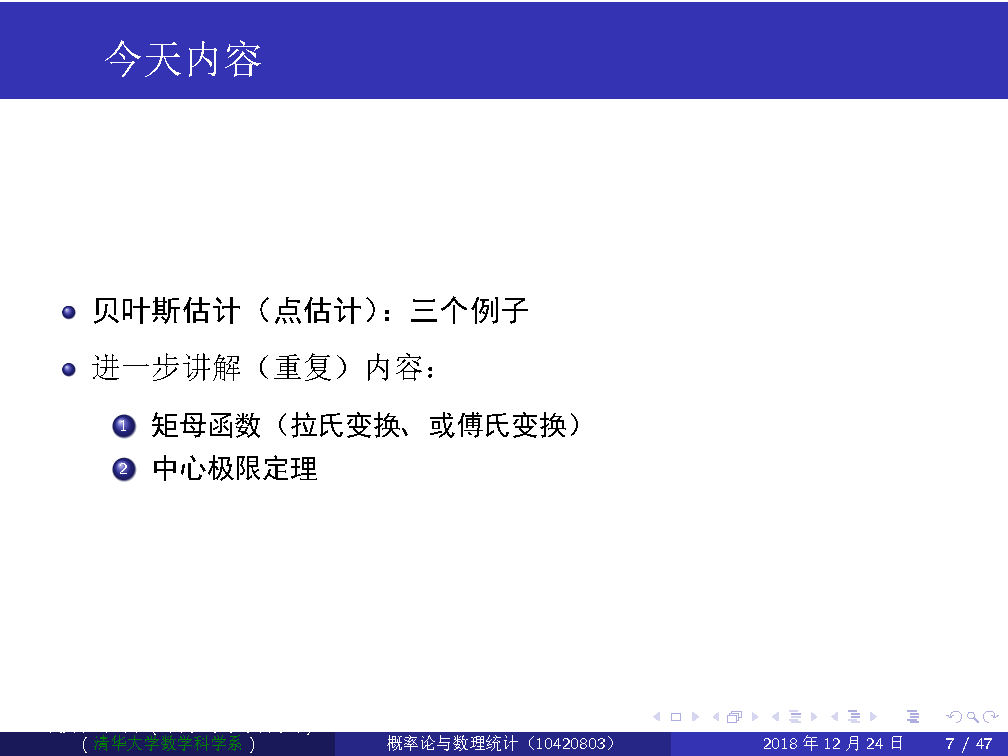 今天内容
贝叶斯估计（点估计）：三个例子
进一步讲解（重复）内容：
1 矩母函数（拉氏变换、或傅氏变换）
2 中心极限定理
( 清华大学数学科学系 )
概率论与数理统计（10420803）
2018 年 12 月 24 日
7 / 47